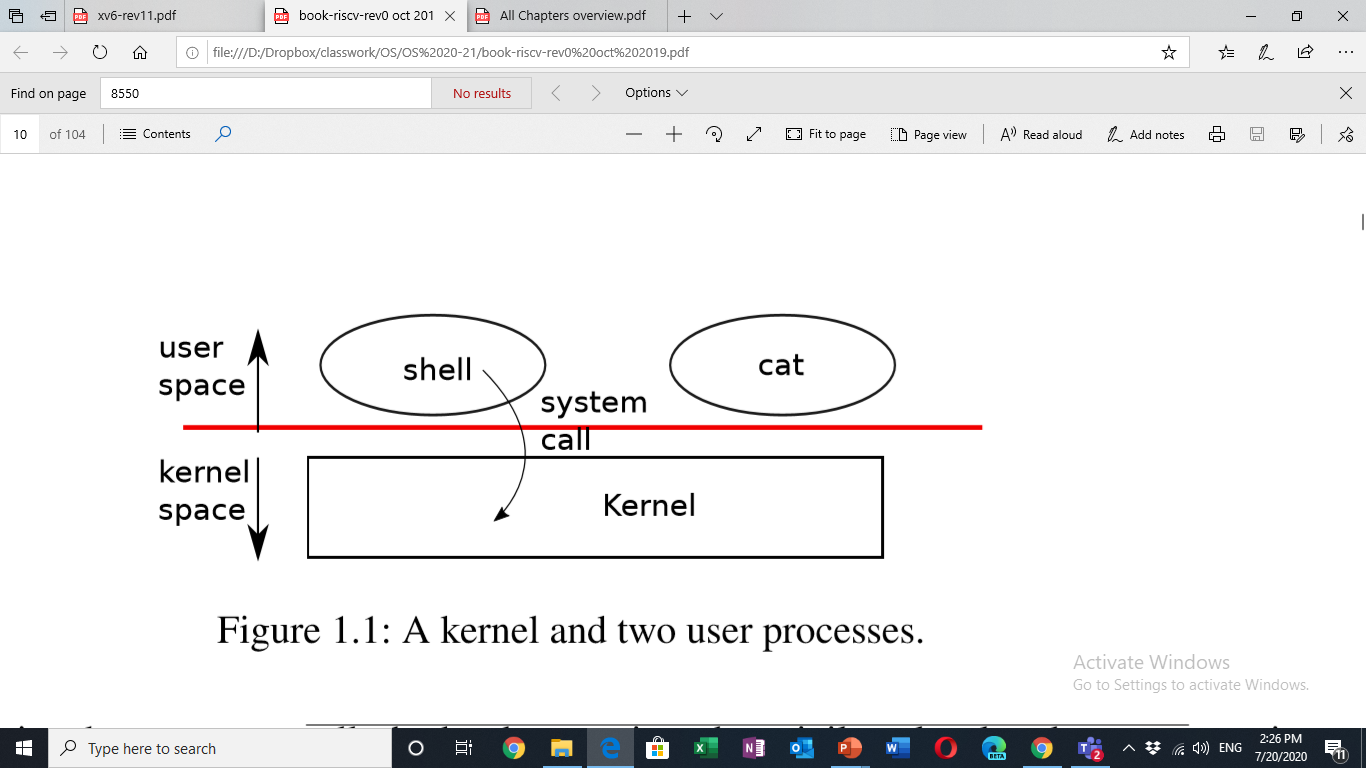 xv6-rev11.pdf
book-riscv-rev0 oct 201
All Chapters overview.pdf
file:///D:/Dropbox/classwork/OS/OS%2020-21/book-riscv-rev0%20oct%202019.pdf
Find on page
8550
No results
Options
10
of 104
Contents
Fit to page
Page view
Read aloud
Add notes
user
space
shell
cat
system
call
kernel
space
Kernel
Figure 1.1: A kernel and two user processes.
Activate Windows
Go to Settings to activate Windows.
Type here to search
BETA
2
ENG
2:26 PM
7/20/2020
11